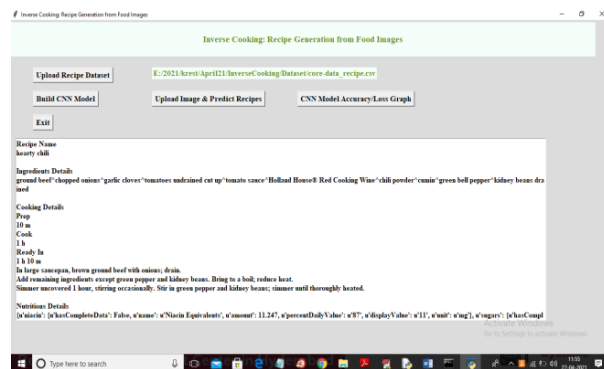 Inverse Cooking: Recipe Generation from Food Images
Inverse Cooking: Recipe Generation from Food Images
Upload Recipe Dataset
E:/2021/krest/April21/InverseCooking/Dataset/core-data_recipe.csv
Build CNN Model
Upload Image & Predict Recipes
CNN Model Accuracy/Loss Graph
Exit
Recipe Name
hearty chili
Ingredients Details
ground beef^chopped onions^garlic cloves^tomatoes undrained cut up^tomato sauce^Holland House® Red Cooking Wine^chili powder^cumin^green bell pepper^kidney beans dra
ined
Cooking Details
Prep
10 m
Cook
1 h
Ready In
1 h 10 m
In large saucepan, brown ground beef with onions; drain.
Add remaining ingredients except green pepper and kidney beans. Bring to a boil; reduce heat.
Simmer uncovered 1 hour, stirring occasionally. Stir in green pepper and kidney beans; simmer until thoroughly heated.
Nutritions Details
{u'niacin': {u'hasCompleteData': False, u'name': u'Niacin Equivalents', u'amount': 11.247, u'percentDailyValue': u'87', u'displayValue': u'11', u'unit': u'mg'}, u'sugars': {u'hasCompl
Activate Windows
Go to Settings to activate Windows.
Type here to search
11:55
22-04-2021